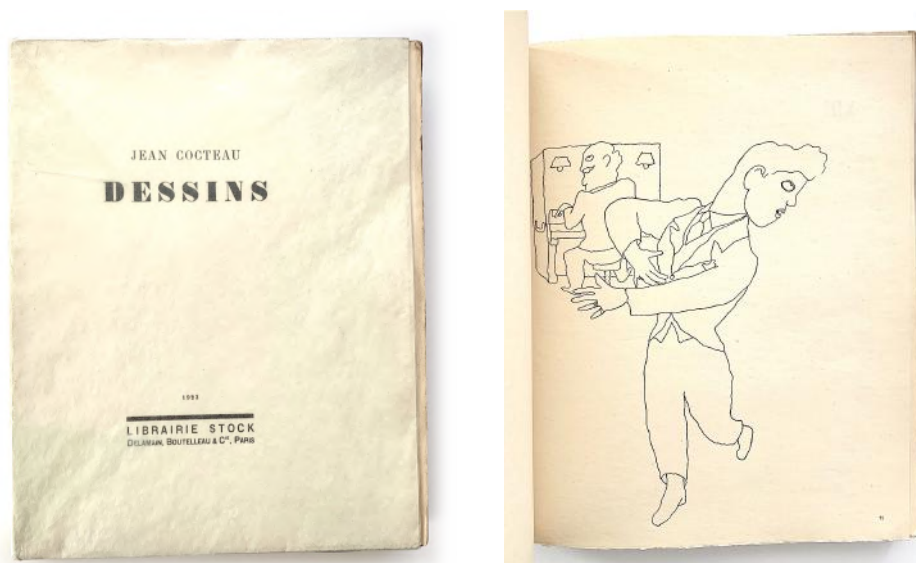 JEAN COCTEAU
DESSINS
1923
LIBRAIRIE STOCK
DELAMAIN, BOUTELLEAU & Cie, PARIS